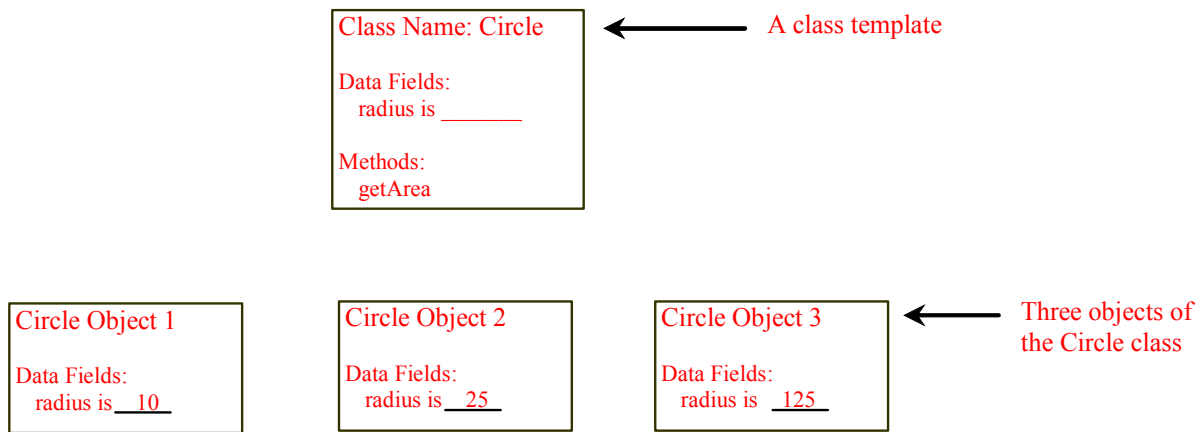 Class Name: Circle
A class template
Data Fields:
radius is _______
Methods:
getArea
Circle Object 1
Data Fields:
radius is 10
Circle Object 2
Data Fields:
radius is 25
Circle Object 3
Data Fields:
radius is 125
Three objects of
the Circle class